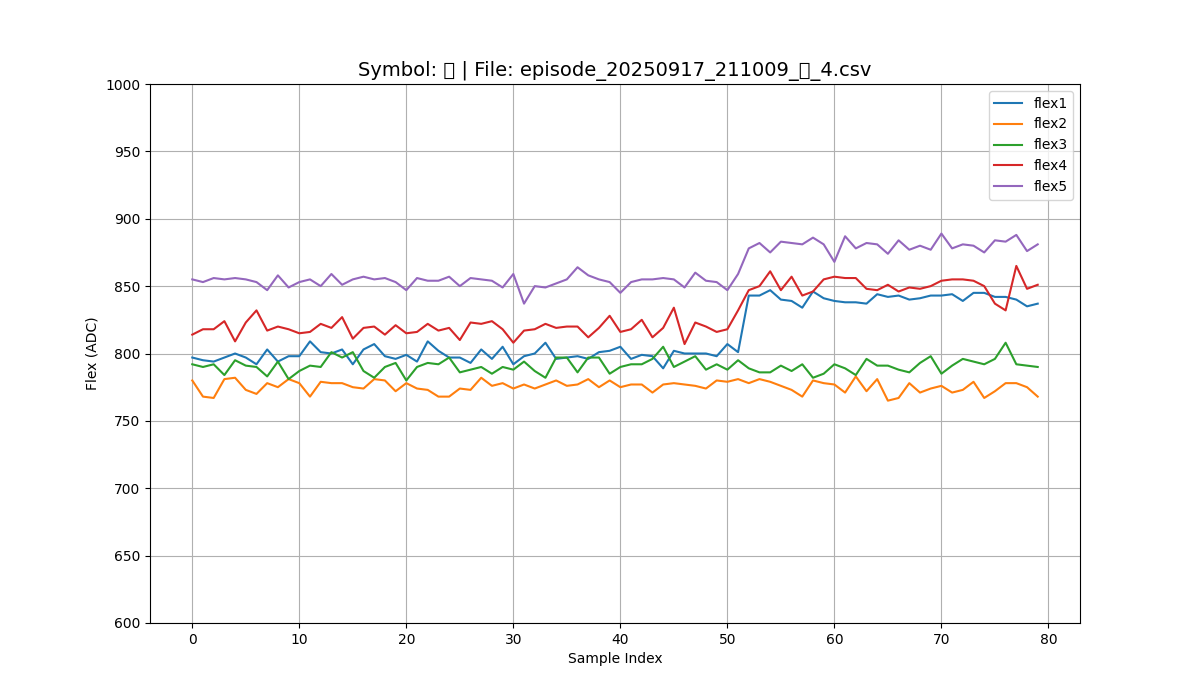 Symbol: | File: episode_20250917_211009_ _4.csv
1000
950
900
850
800
750
700
650
600
Flex (ADC)
0 10 20 30 40 50 60 70 80
Sample Index
flex1
flex2
flex3
flex4
flex5